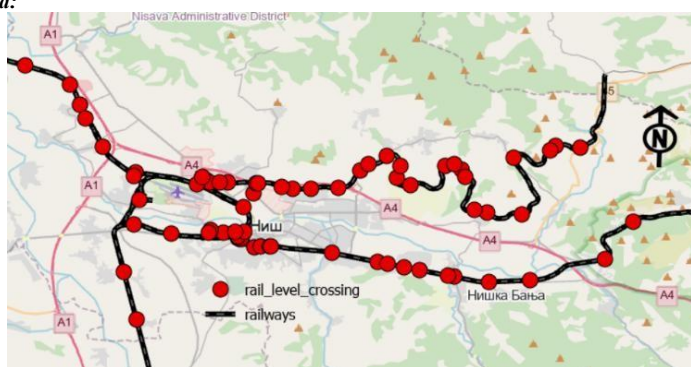 a:
Nisava Administrative District
A1
A4
A1
A4
A4
A4
A1
N
Ниш
Нишка Бања
rail_level_crossing
railways